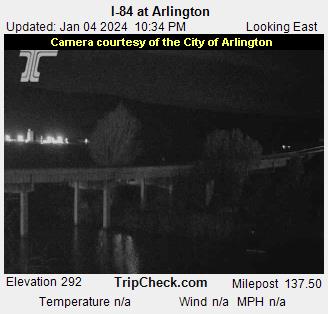 I-84 at Arlington
Updated: Jan 04 2024 10:34 PM Looking East
Camera courtesy of the City of Arlington
Elevation 292 TripCheck.com Milepost 137.50
Temperature n/a Wind n/a MPH n/a